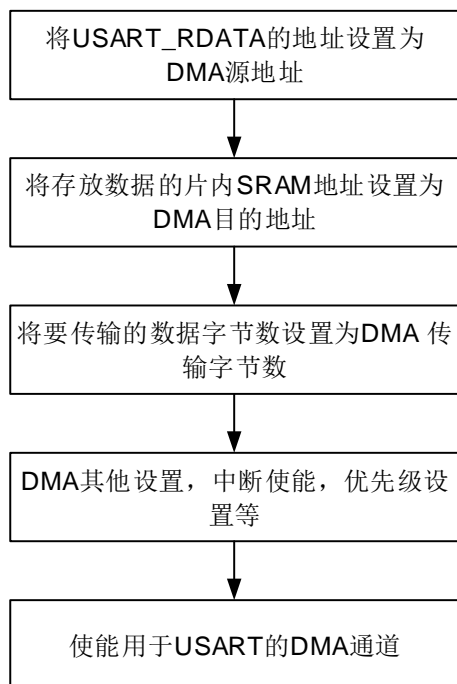 将USART_RDATA的地址设置为
DMA源地址
将存放数据的片内SRAM地址设置为
DMA目的地址
将要传输的数据字节数设置为DMA 传
输字节数
DMA其他设置，中断使能，优先级设
置等
使能用于USART的DMA通道